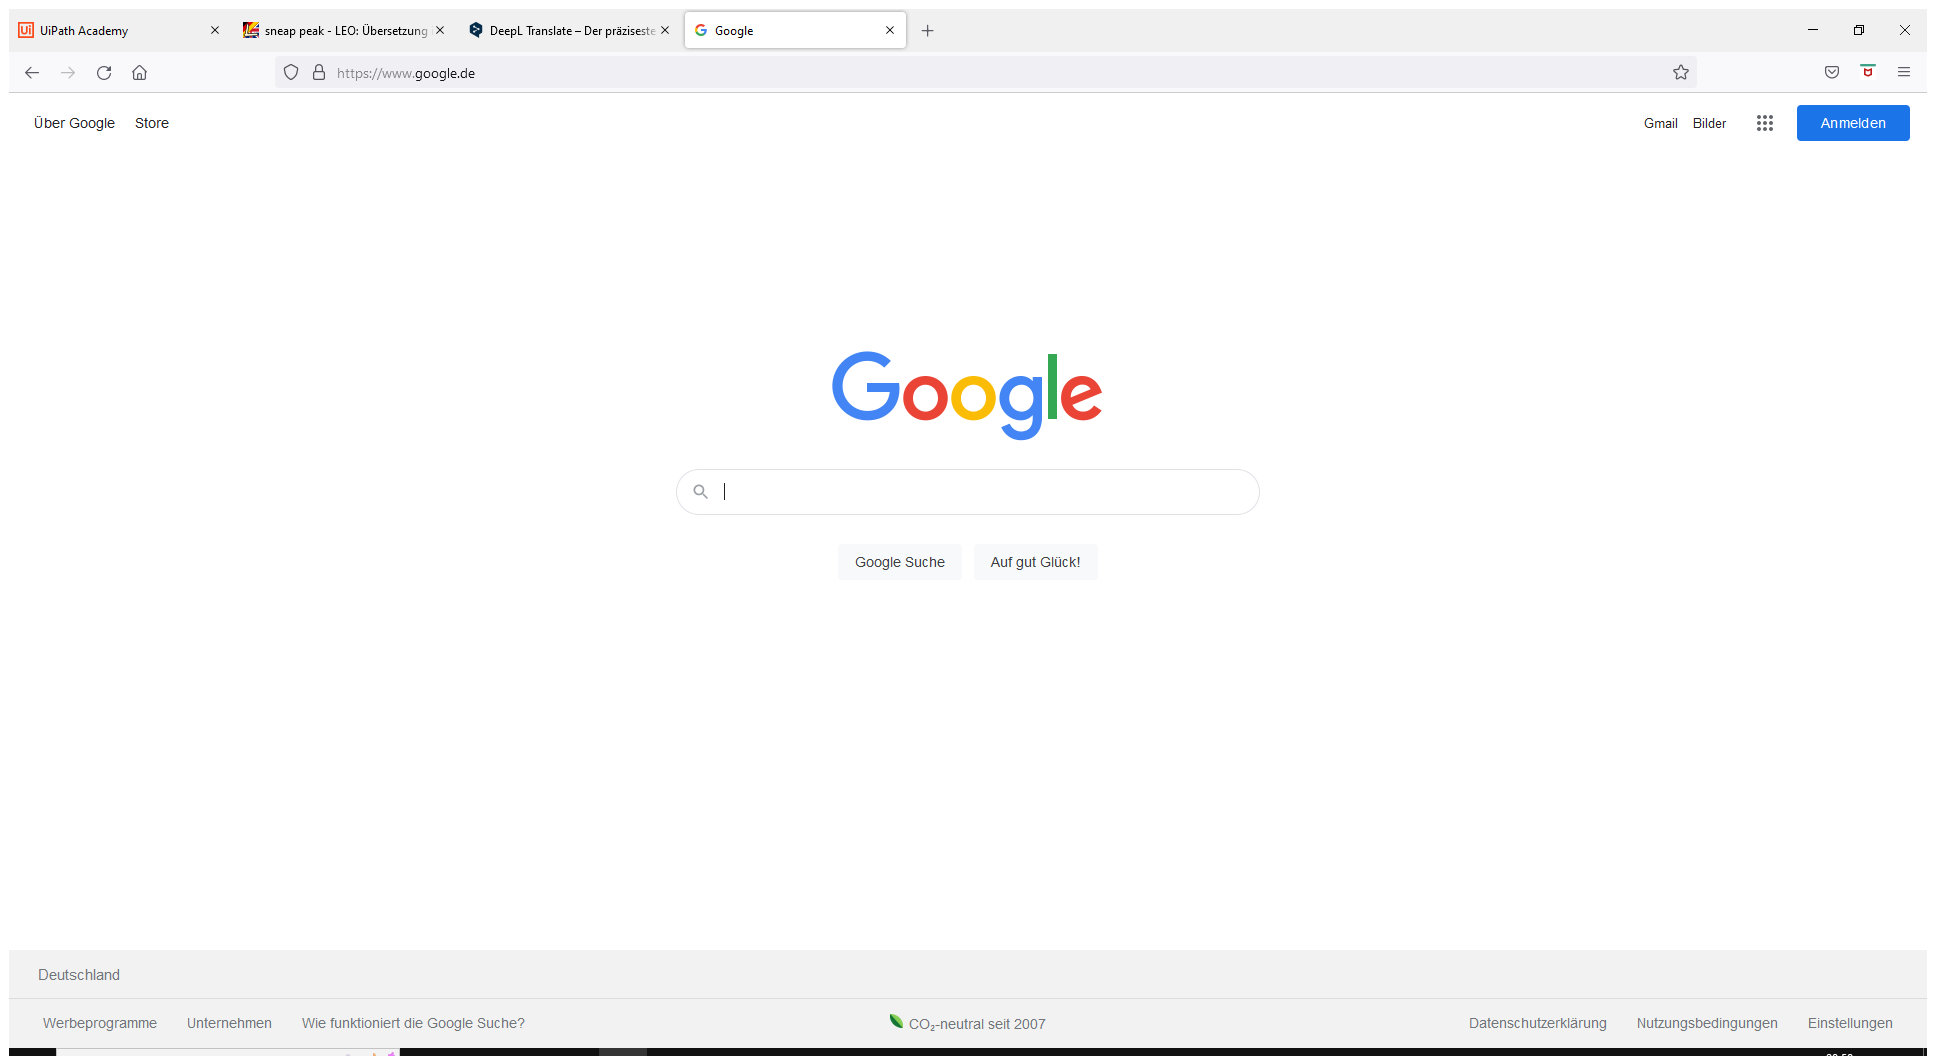 UiPath Academy
sneap peak - LEO: Übersetzung
DeepL Translate – Der präziseste
Google
https://www.google.de
Über Google Store
Gmail Bilder Anmelden
Google
Google Suche Auf gut Glück!
Deutschland
Werbeprogramme Unternehmen Wie funktioniert die Google Suche? CO₂-neutral seit 2007 Datenschutzerklärung Nutzungsbedingungen Einstellungen